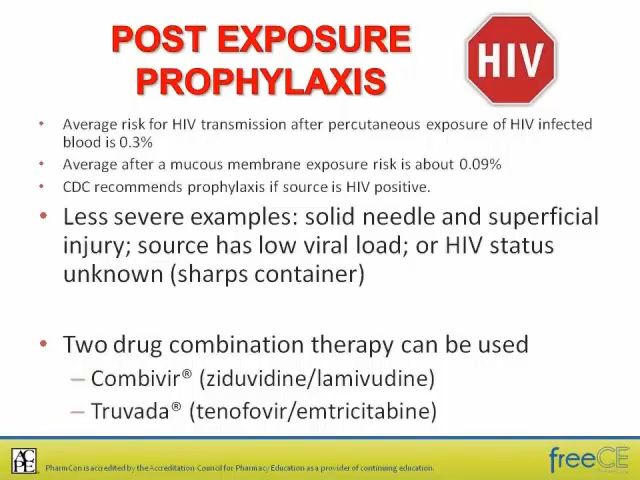 POST EXPOSURE
PROPHYLAXIS
HIV
• Average risk for HIV transmission after percutaneous exposure of HIV infected
blood is 0.3%
• Average after a mucous membrane exposure risk is about 0.09%
• CDC recommends prophylaxis if source is HIV positive.
• Less severe examples: solid needle and superficial
injury; source has low viral load; or HIV status
unknown (sharps container)
• Two drug combination therapy can be used
– Combivir® (ziduvidine/lamivudine)
– Truvada® (tenofovir/emtricitabine)
ACPE
PharmCon is accredited by the Accreditation Council for Pharmacy Education as a provider of continuing education.
freeCE